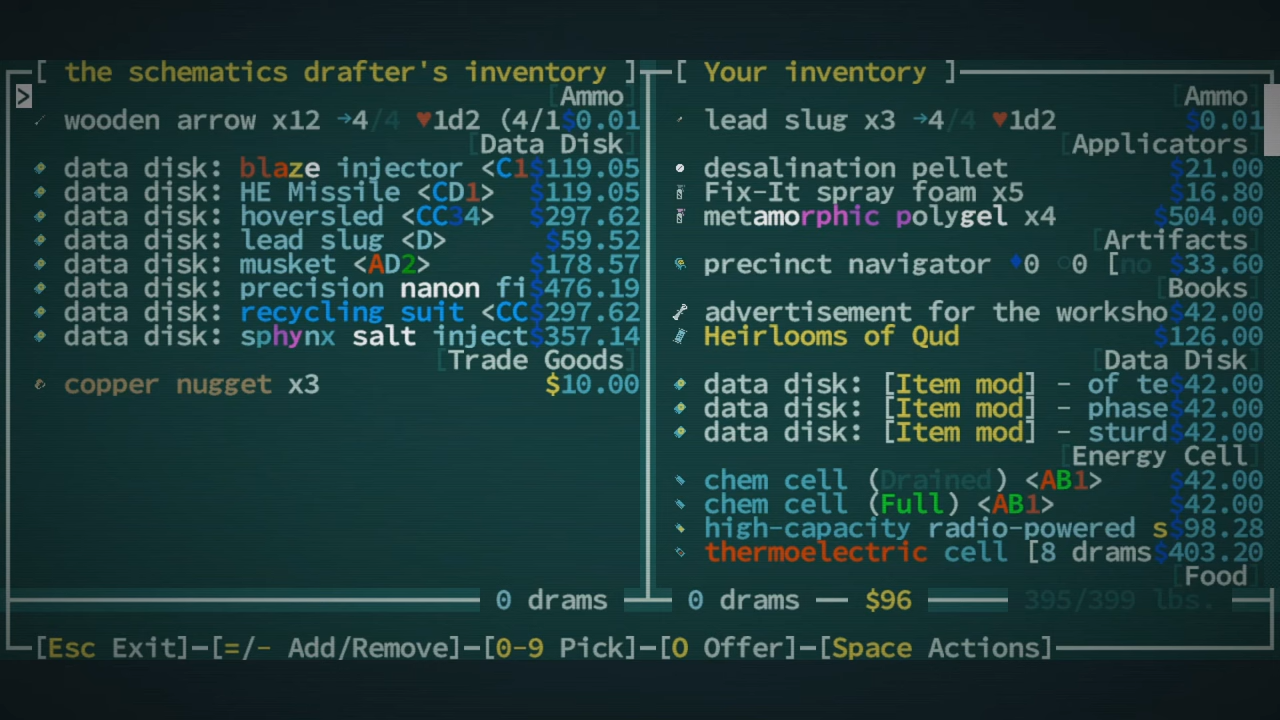 [ the schematics drafter's inventory ]
[Ammo]
>
wooden arrow x12 →4/4 ♥1d2 (4/1 $0.01
[Data Disk]
data disk: blaze injector <C1 $119.05
data disk: HE Missile <CD1> $119.05
data disk: hoversled <CC34> $297.62
data disk: lead slug <D> $59.52
data disk: musket <AD2> $178.57
data disk: precision nanon fi $476.19
data disk: recycling suit <CC $297.62
data disk: sphynx salt inject $357.14
[Trade Goods]
copper nugget x3 $10.00
0 drams
[ Your inventory ]
[Ammo]
lead slug x3 →4/4 ♥1d2 $0.01
[Applicators]
desalination pellet $21.00
Fix-It spray foam x5 $16.80
metamorphic polygel x4 $504.00
[Artifacts]
precinct navigator ♦0 ○0 [no $33.60
[Books]
advertisement for the worksho $42.00
Heirlooms of Qud $126.00
[Data Disk]
data disk: [Item mod] - of te $42.00
data disk: [Item mod] - phase $42.00
data disk: [Item mod] - sturd $42.00
[Energy Cell]
chem cell (Drained) <AB1> $42.00
chem cell (Full) <AB1> $42.00
high-capacity radio-powered s $98.28
thermoelectric cell [8 drams $403.20
[Food]
0 drams — $96 395/399 lbs.
[Esc Exit]-[=/- Add/Remove]-[0-9 Pick]-[O Offer]-[Space Actions]